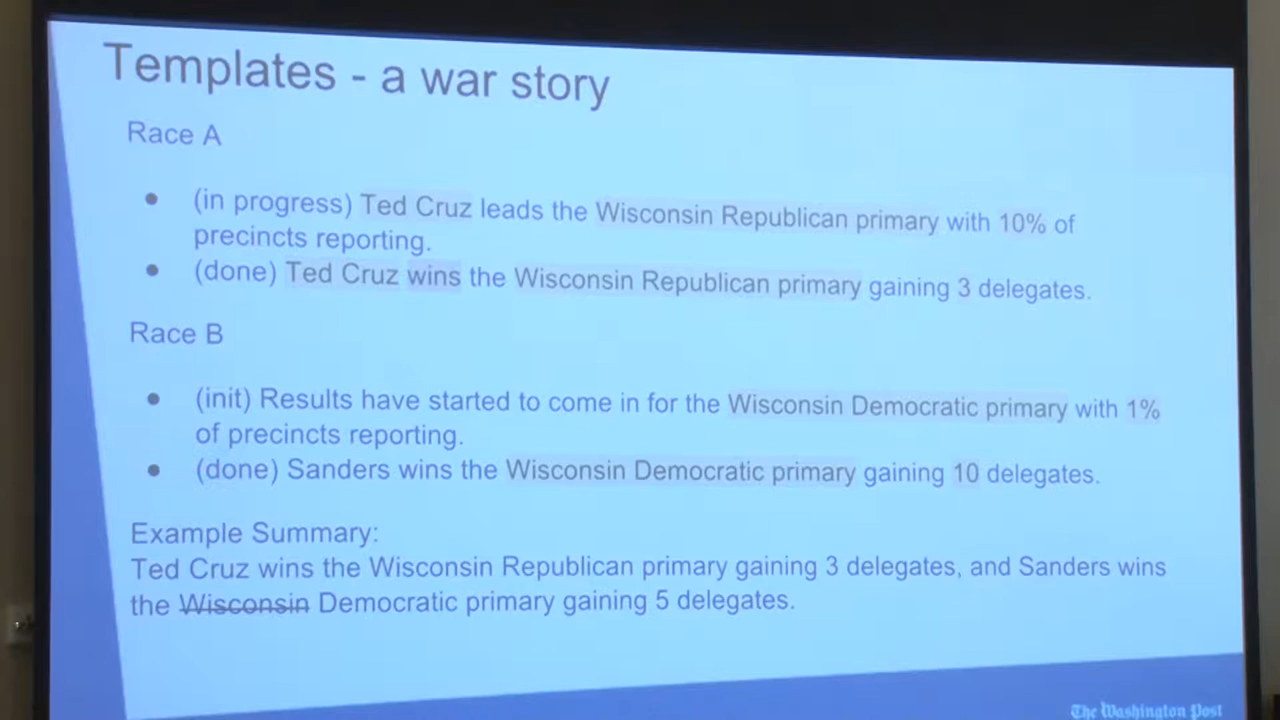 Templates - a war story
Race A
● (in progress) Ted Cruz leads the Wisconsin Republican primary with 10% of
precincts reporting.
● (done) Ted Cruz wins the Wisconsin Republican primary gaining 3 delegates.
Race B
● (init) Results have started to come in for the Wisconsin Democratic primary with 1%
of precincts reporting.
● (done) Sanders wins the Wisconsin Democratic primary gaining 10 delegates.
Example Summary:
Ted Cruz wins the Wisconsin Republican primary gaining 3 delegates, and Sanders wins
the Wisconsin Democratic primary gaining 5 delegates.
The Washington Post